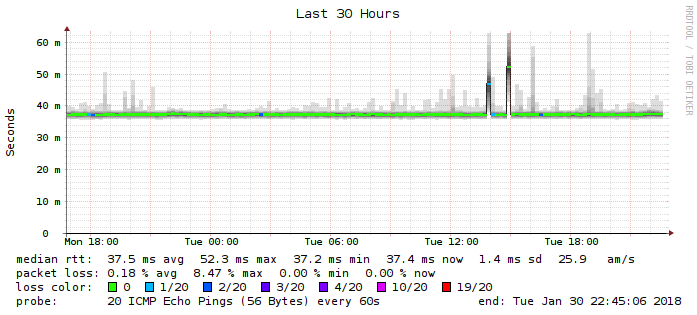 Last 30 Hours
RRDTOOL / TOBI OETIKER
Seconds
60 m
50 m
40 m
30 m
20 m
10 m
0
Mon 18:00 Tue 00:00 Tue 06:00 Tue 12:00 Tue 18:00
median rtt: 37.5 ms avg 52.3 ms max 37.2 ms min 37.4 ms now 1.4 ms sd 25.9 am/s
packet loss: 0.18 % avg 8.47 % max 0.00 % min 0.00 % now
loss color: 0 1/20 2/20 3/20 4/20 10/20 19/20
probe: 20 ICMP Echo Pings (56 Bytes) every 60s end: Tue Jan 30 22:45:06 2018